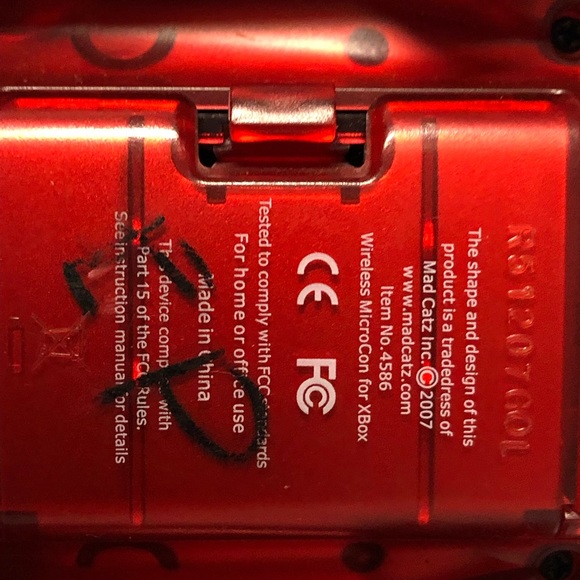 R51207GOL
The shape and design of this
product is a tradedress of
Mad Catz Inc. © 2007
www.madcatz.com
Item No.4586
Wireless MicroCon for XBox
CE FC
Tested to comply with FCC standards
For home or office use
Made in China
This device complies with
Part 15 of the FCC Rules.
See instruction manual for details